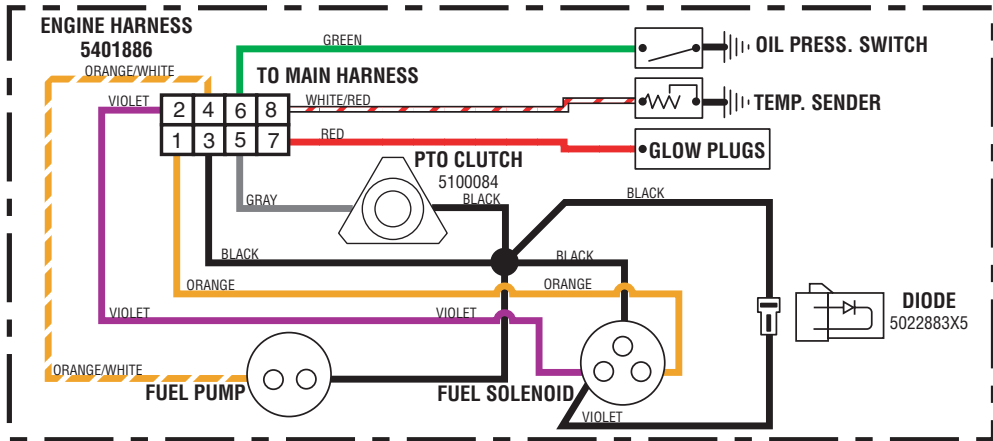 ENGINE HARNESS
5401886
ORANGE/WHITE
GREEN
OIL PRESS. SWITCH
TO MAIN HARNESS
VIOLET
2 4 6 8
WHITE/RED
TEMP. SENDER
1 3 5 7
RED
GLOW PLUGS
PTO CLUTCH
5100084
GRAY
BLACK
BLACK
BLACK
BLACK
ORANGE
ORANGE
VIOLET
VIOLET
DIODE
5022883X5
ORANGE/WHITE
FUEL PUMP
FUEL SOLENOID
VIOLET